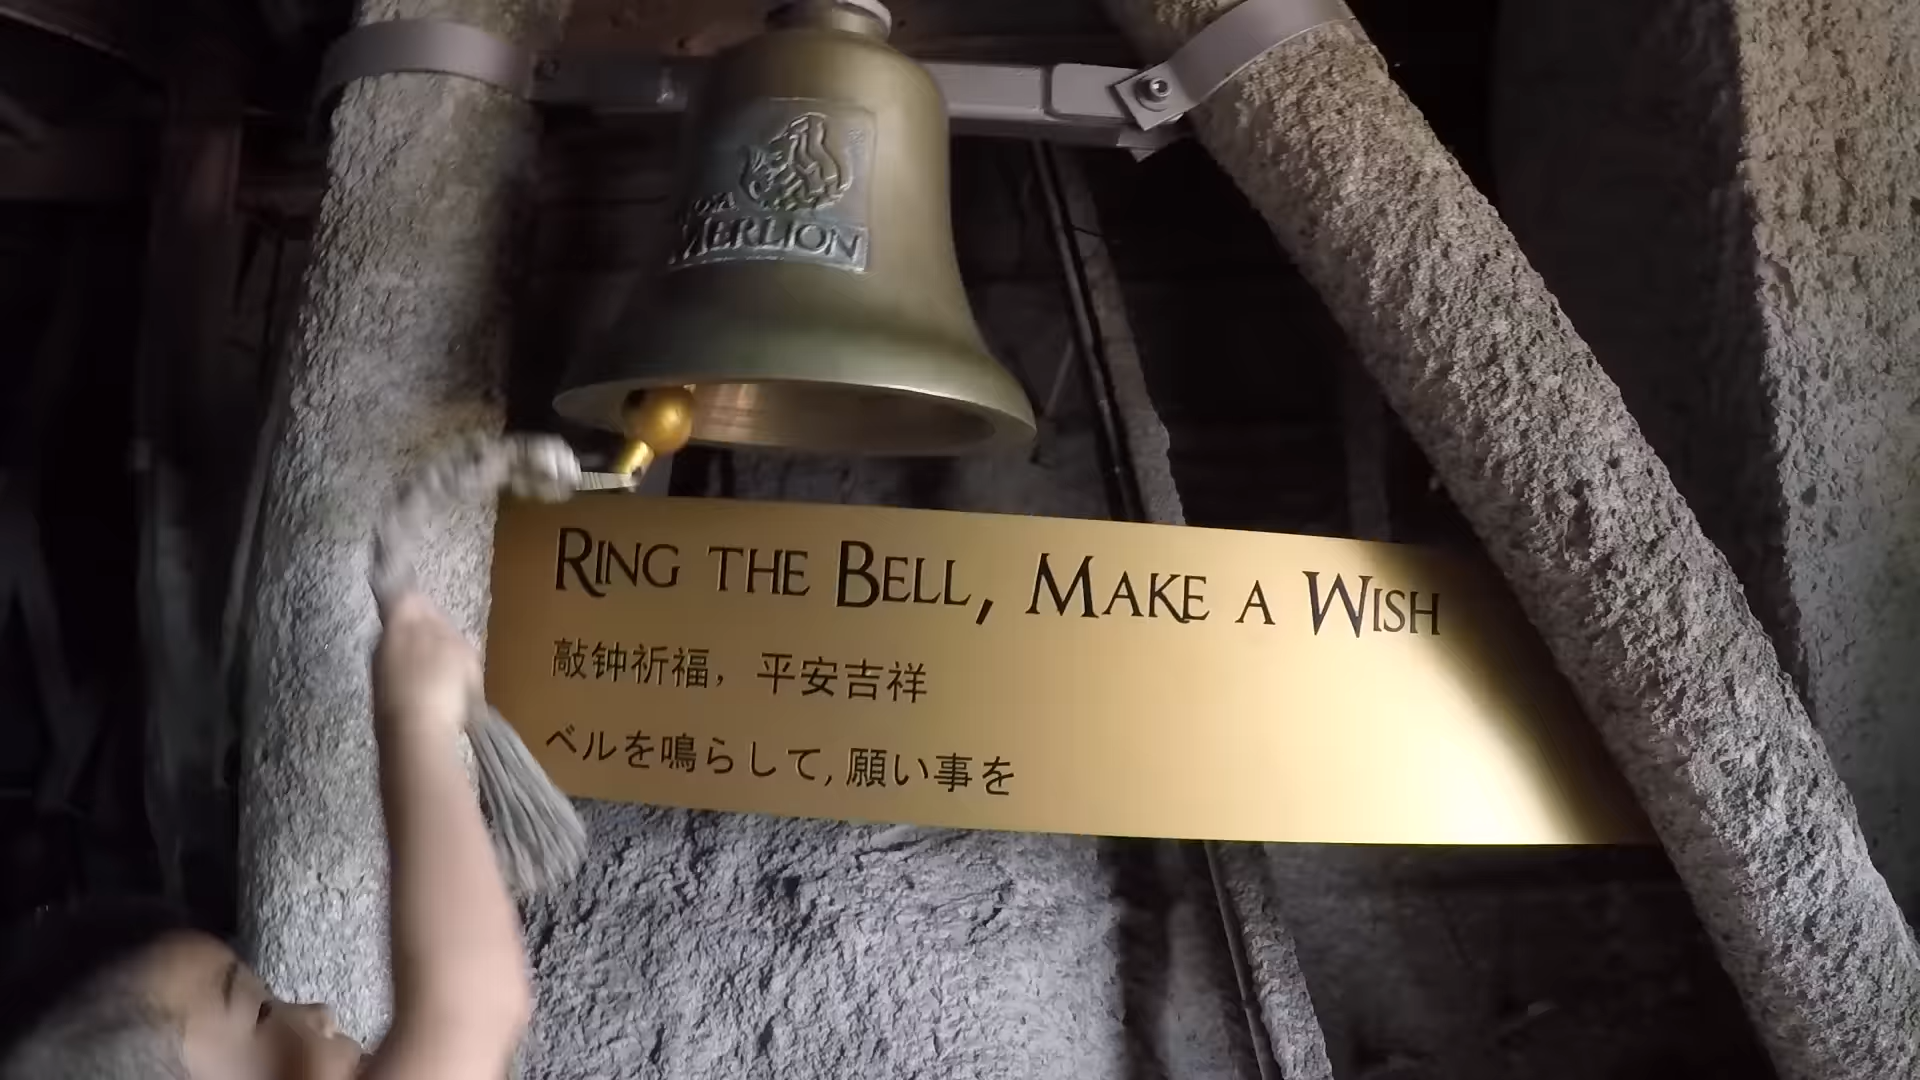 MERLION
RING THE BELL, MAKE A WISH
敲钟祈福，平安吉祥
ベルを鳴らして, 願い事を